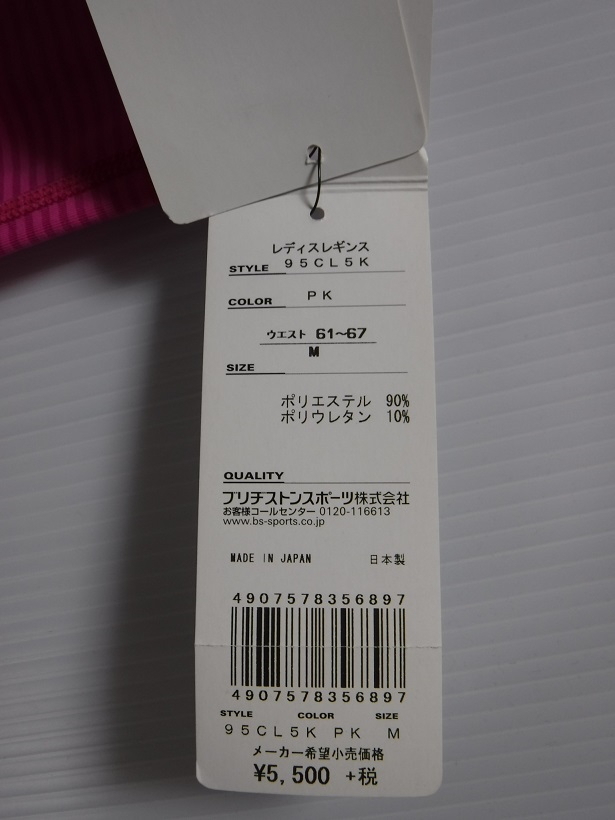 レディスレギンス
STYLE 95CL5K
COLOR PK
ウエスト 61~67
M
SIZE
ポリエステル 90%
ポリウレタン 10%
QUALITY
ブリヂストンスポーツ株式会社
お客様コールセンター 0120-116613
www.bs-sports.co.jp
MADE IN JAPAN 日本製
4907578356897
4907578356897
STYLE COLOR SIZE
95CL5K PK M
メーカー希望小売価格
¥5,500 +税